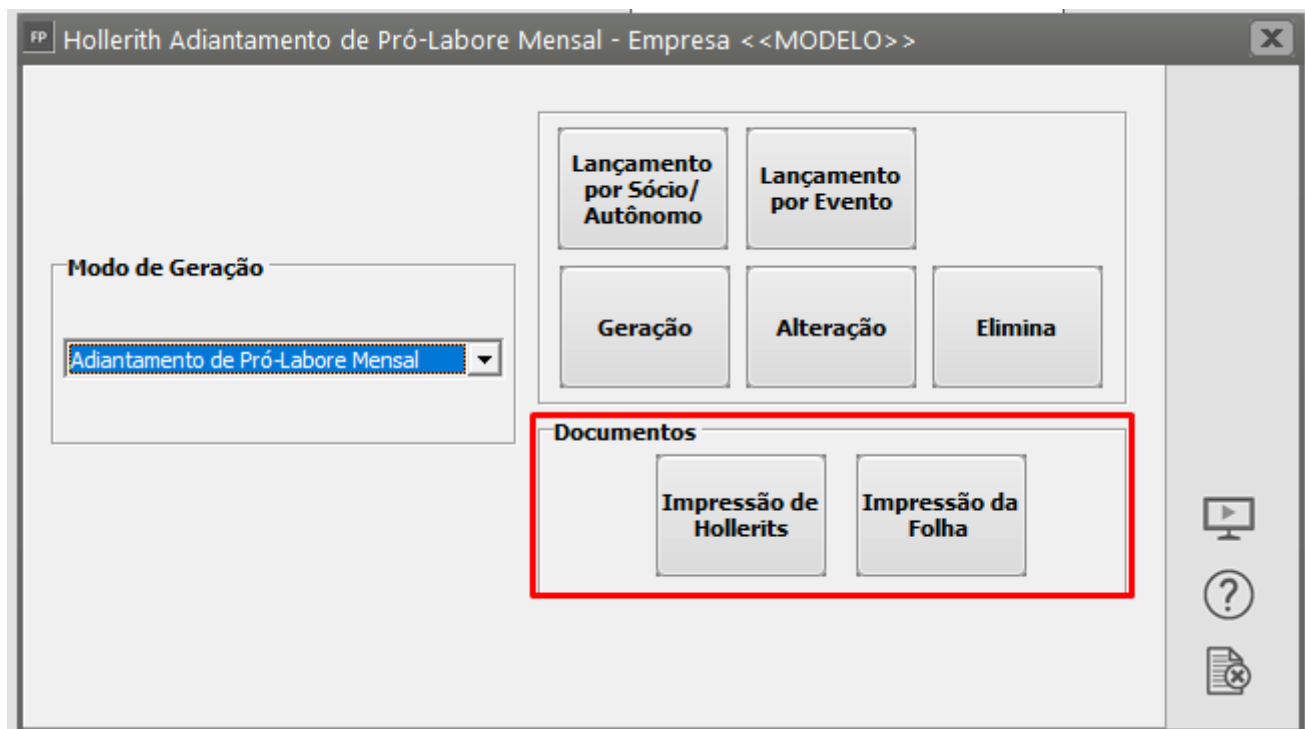 FP Hollerith Adiantamento de Pró-Labore Mensal - Empresa <<MODELO>>
Lançamento
por Sócio/
Autônomo
Lançamento
por Evento
Modo de Geração
Adiantamento de Pró-Labore Mensal
Geração
Alteração
Elimina
Documentos
Impressão de
Hollerits
Impressão da
Folha